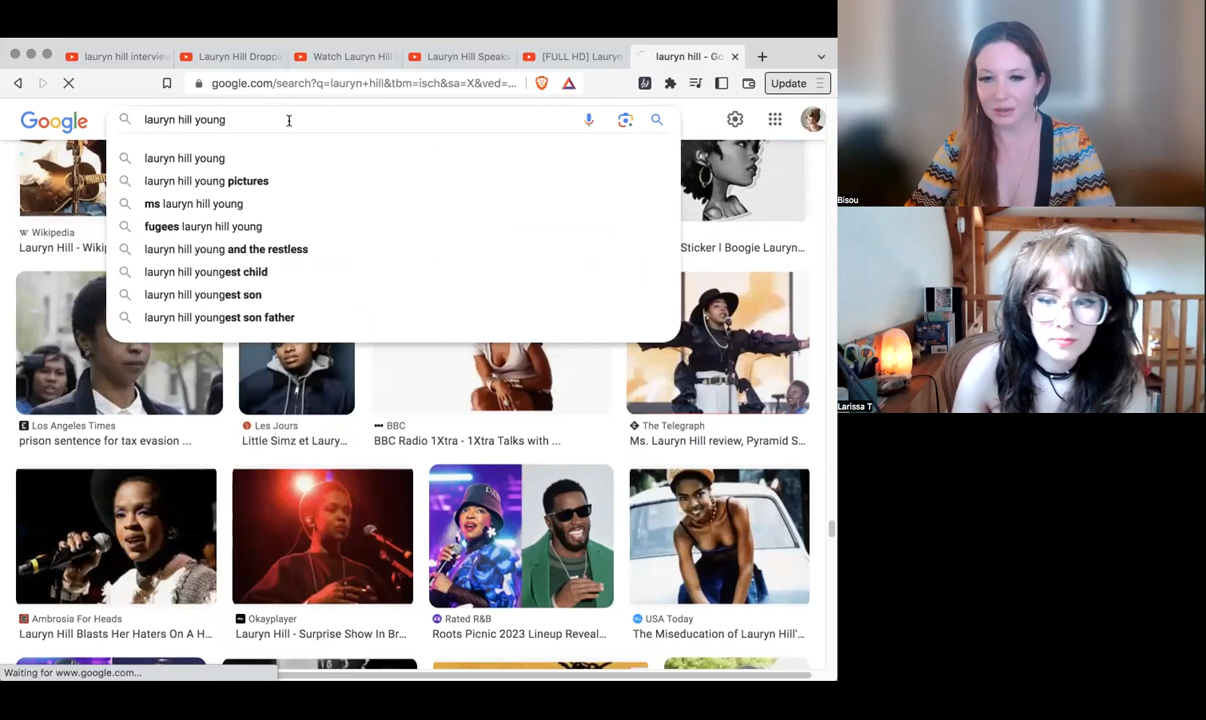 lauryn hill intervie
Lauryn Hill Droppin
Watch Lauryn Hill
Lauryn Hill Speaks
[FULL HD] Lauryn
lauryn hill - Go
google.com/search?q=lauryn+hill&tbm=isch&sa=X&ved=...
Update
Google
lauryn hill young
lauryn hill young
lauryn hill young pictures
ms lauryn hill young
fugees lauryn hill young
lauryn hill young and the restless
lauryn hill youngest child
lauryn hill youngest son
lauryn hill youngest son father
W Wikipedia
Lauryn Hill - Wikip
Sticker | Boogie Lauryn...
Los Angeles Times
prison sentence for tax evasion ...
Les Jours
Little Simz et Laury...
BBC
BBC Radio 1Xtra - 1Xtra Talks with ...
The Telegraph
Ms. Lauryn Hill review, Pyramid S...
Ambrosia For Heads
Lauryn Hill Blasts Her Haters On A H...
Okayplayer
Lauryn Hill - Surprise Show In Br...
Rated R&B
Roots Picnic 2023 Lineup Reveal...
USA Today
The Miseducation of Lauryn Hill'...
Waiting for www.google.com...
Bisou
Larissa T